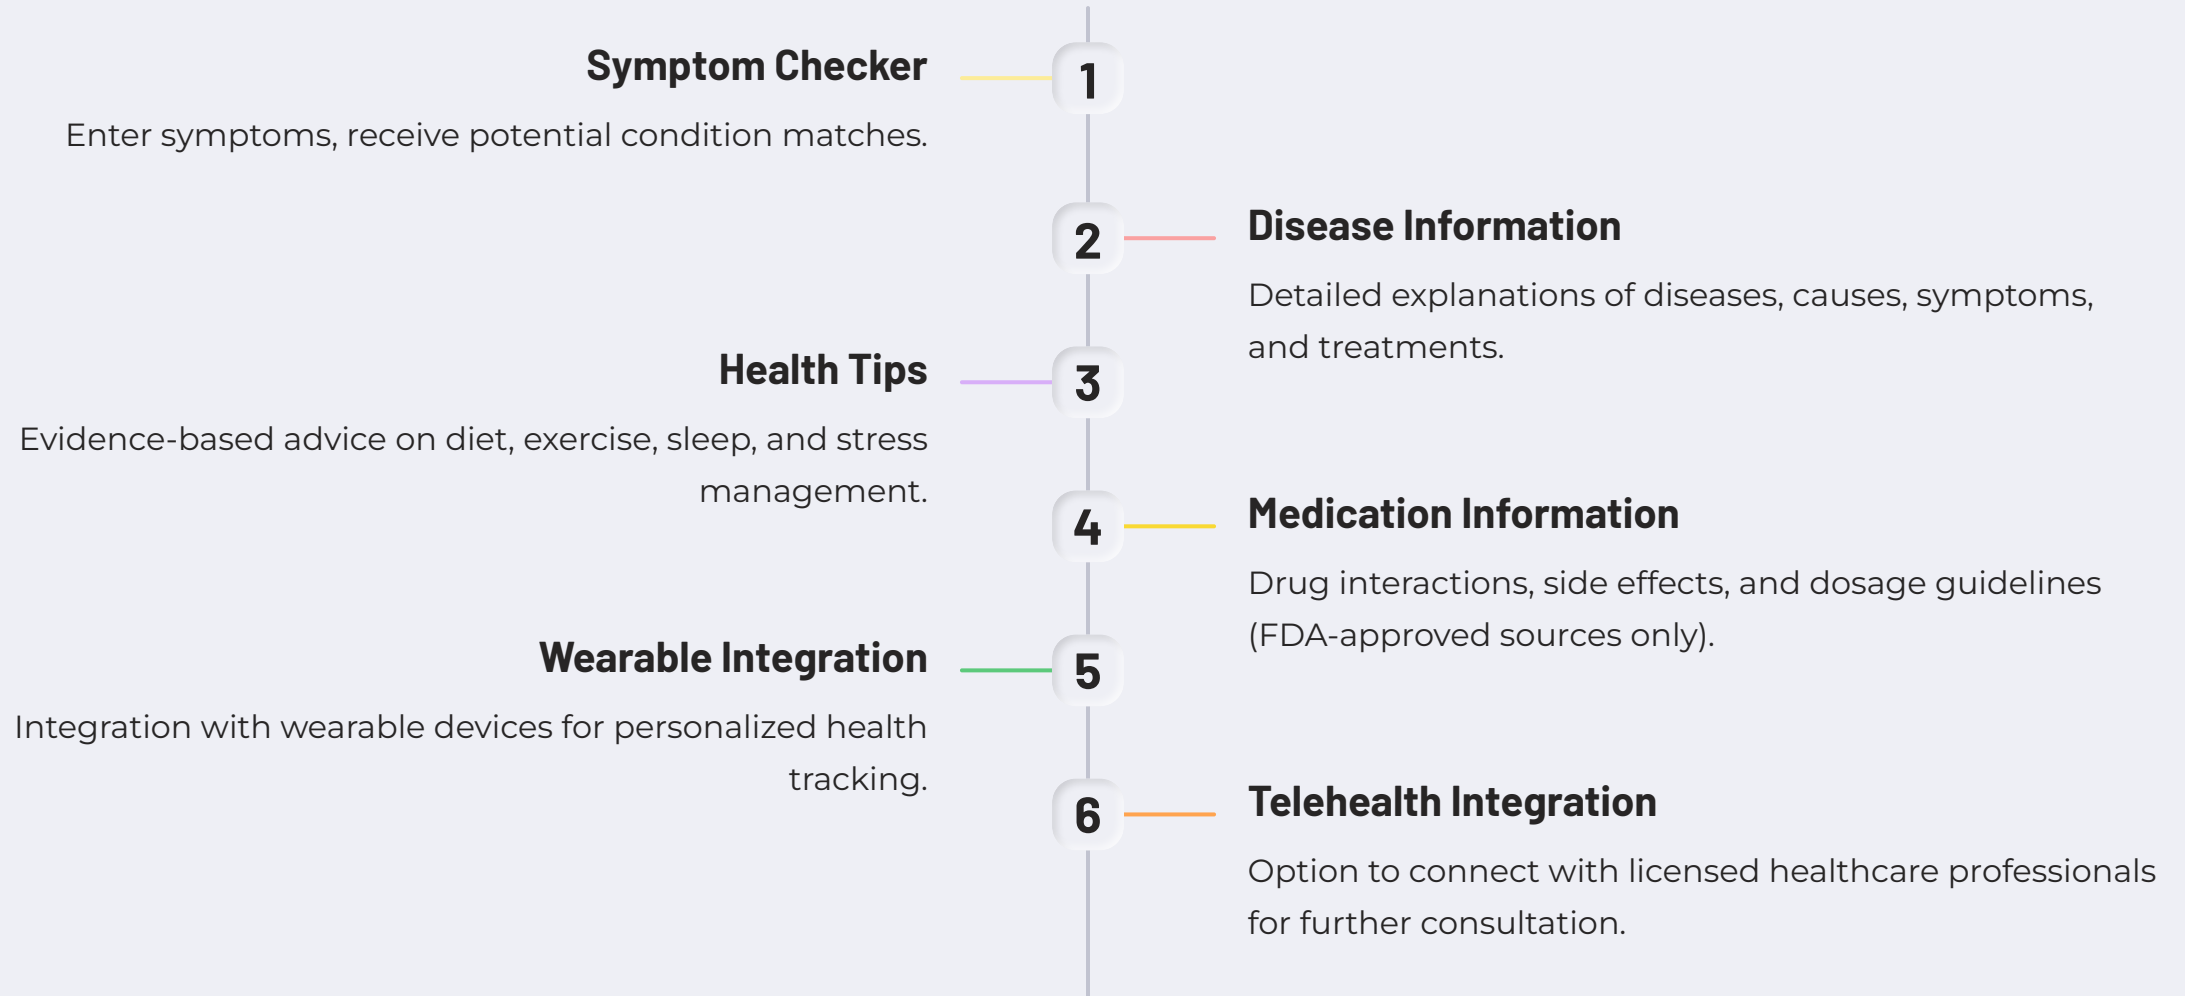 Symptom Checker
1
Enter symptoms, receive potential condition matches.
2
Disease Information
Detailed explanations of diseases, causes, symptoms,
and treatments.
Health Tips
3
Evidence-based advice on diet, exercise, sleep, and stress
management.
4
Medication Information
Drug interactions, side effects, and dosage guidelines
(FDA-approved sources only).
Wearable Integration
5
Integration with wearable devices for personalized health
tracking.
6
Telehealth Integration
Option to connect with licensed healthcare professionals
for further consultation.